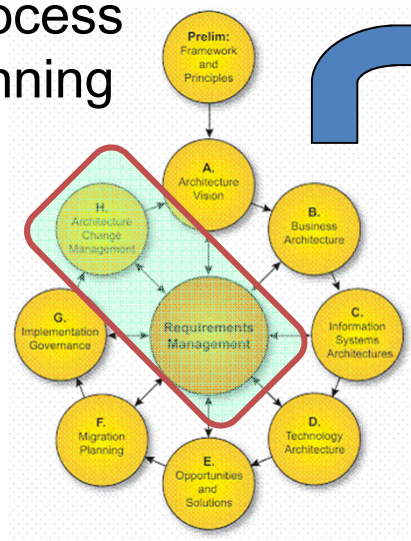 ocess
nning
Prelim:
Framework
and
Principles
A.
Architecture
Vision
H.
Architecture
Change
Management
B.
Business
Architecture
Requirements
Management
G.
Implementation
Governance
C.
Information
Systems
Architectures
F.
Migration
Planning
D.
Technology
Architecture
E.
Opportunities
and
Solutions